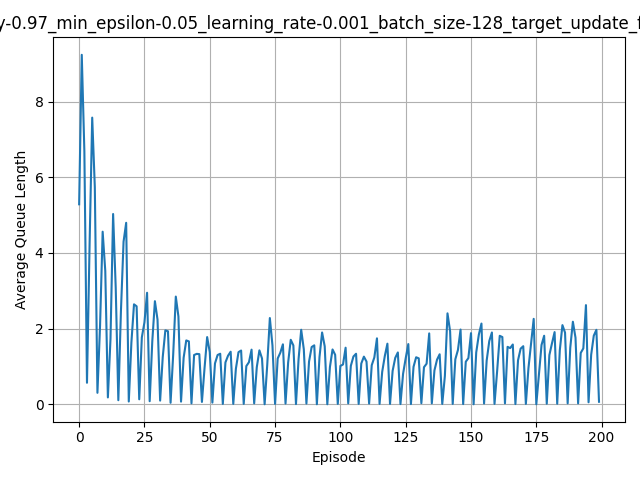 y-0.97_min_epsilon-0.05_learning_rate-0.001_batch_size-128_target_update_f
Average Queue Length
8
6
4
2
0
0 25 50 75 100 125 150 175 200
Episode